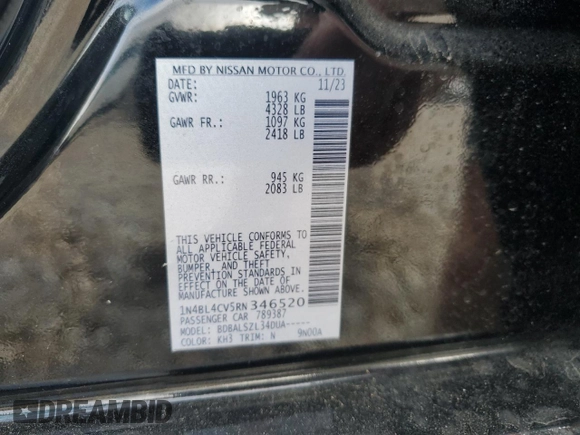 MFD BY NISSAN MOTOR CO., LTD.
DATE: 11/23
GVWR: 1963 KG
4328 LB
GAWR FR.: 1097 KG
2418 LB
GAWR RR.: 945 KG
2083 LB
THIS VEHICLE CONFORMS TO
ALL APPLICABLE FEDERAL
MOTOR VEHICLE SAFETY,
BUMPER, AND THEFT
PREVENTION STANDARDS IN
EFFECT ON THE DATE OF
MANUFACTURE SHOWN ABOVE.
1N4BL4CV5RN346520
PASSENGER CAR 789387
MODEL: BDBALSZL34DUA-----
COLOR: KH3 TRIM: N 9N00A
DREAMBID